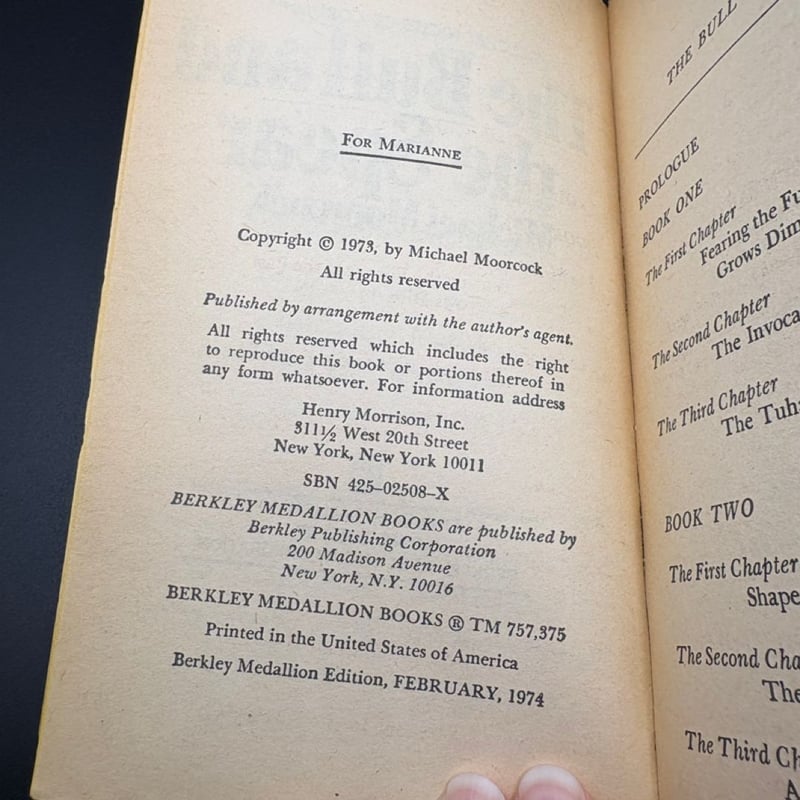 FOR MARIANNE
Copyright © 1973, by Michael Moorcock
All rights reserved
Published by arrangement with the author's agent.
All rights reserved which includes the right
to reproduce this book or portions thereof in
any form whatsoever. For information address
Henry Morrison, Inc.
311½ West 20th Street
New York, New York 10011
SBN 425-02508-X
BERKLEY MEDALLION BOOKS are published by
Berkley Publishing Corporation
200 Madison Avenue
New York, N.Y. 10016
BERKLEY MEDALLION BOOKS ® TM 757,375
Printed in the United States of America
Berkley Medallion Edition, FEBRUARY, 1974
THE BULL
PROLOGUE
BOOK ONE
The First Chapter
Fearing the Fu
Grows Dim
The Second Chapter
The Invoca
The Third Chapter
The Tuh
BOOK TWO
The First Chapter
Shape
The Second Cha
The
The Third Ch
A